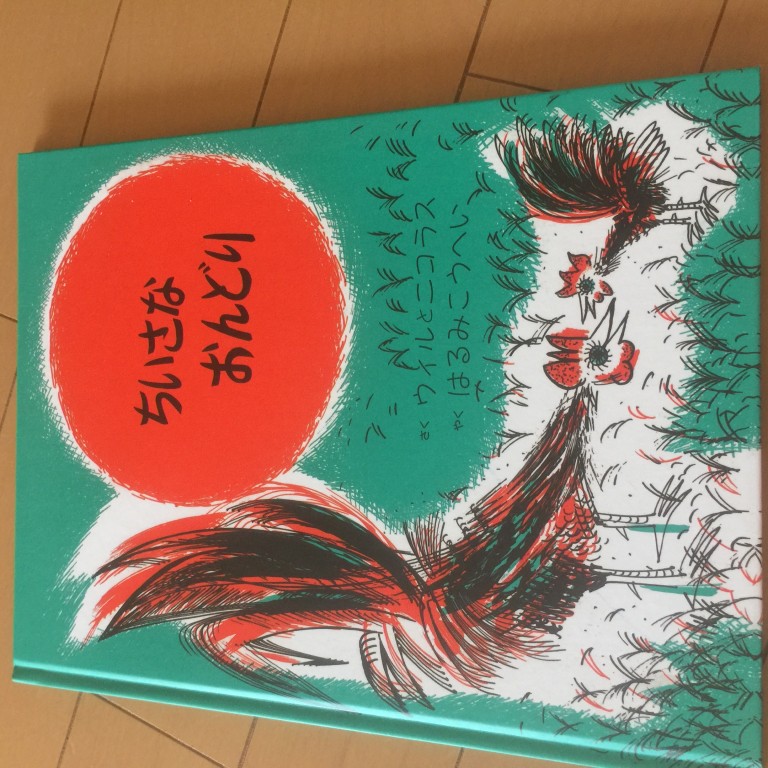 ちいさな
おんどり
さく ウィルとニコラス
やく はるみこうへい